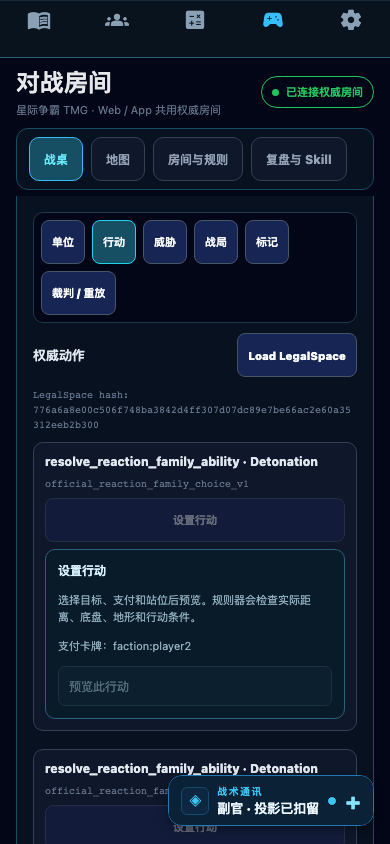 对战房间
星际争霸 TMG · Web / App 共用权威房间
已连接权威房间
战桌
地图
房间与规则
复盘与 Skill
单位
行动
威胁
战局
标记
裁判 / 重放
权威动作
Load LegalSpace
LegalSpace hash:
776a6a8e00c506f748ba3842d4ff307d07dc89e7be66ac2e60a35
312eeb2b300
resolve_reaction_family_ability · Detonation
official_reaction_family_choice_v1
设置行动
设置行动
选择目标、支付和站位后预览。规则器会检查实际距
离、底盘、地形和行动条件。
支付卡牌：faction:player2
预览此行动
resolve_reaction_family_ability · Detonation
official_reaction_fam
设置行动
战术通讯
副官 · 投影已扣留